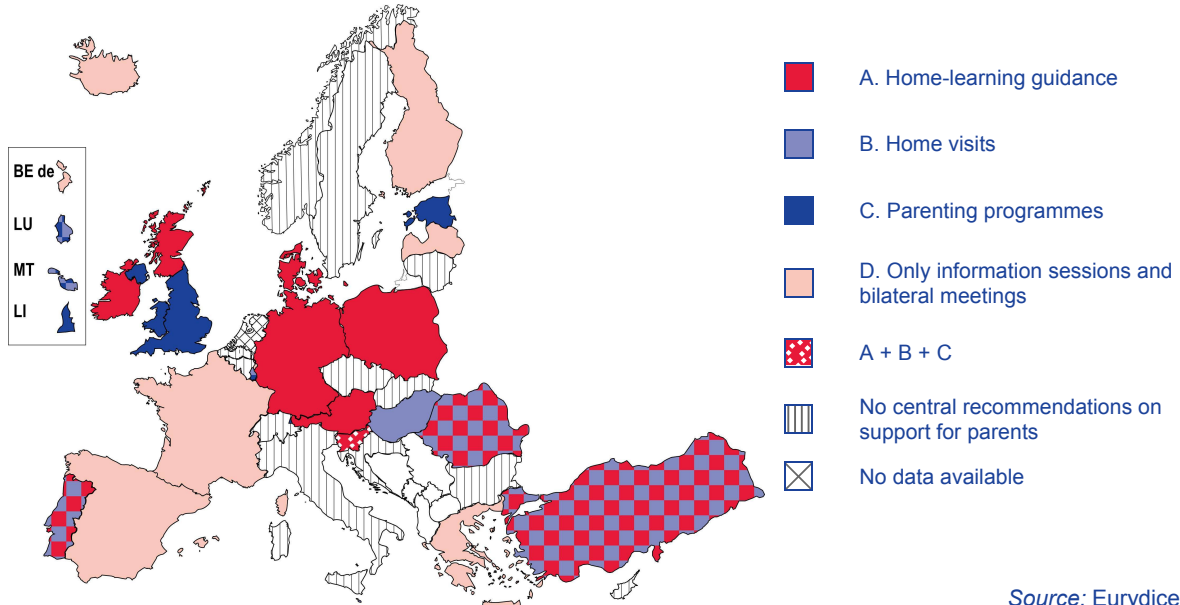 BE de
LU
MT
LI
A. Home-learning guidance
B. Home visits
C. Parenting programmes
D. Only information sessions and
bilateral meetings
A + B + C
No central recommendations on
support for parents
No data available
Source: Eurydice